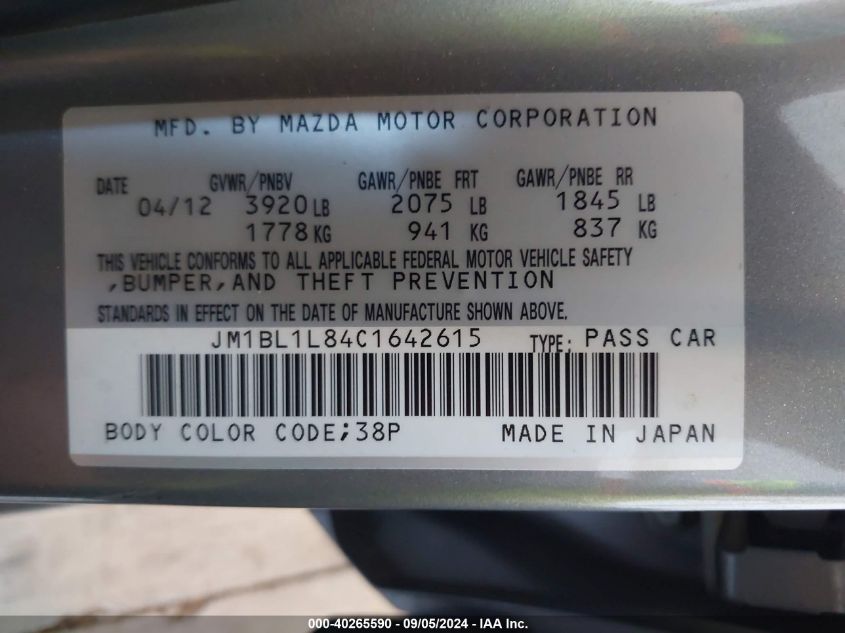 MFD. BY MAZDA MOTOR CORPORATION
DATE GVWR/PNBV GAWR/PNBE FRT GAWR/PNBE RR
04/12 3920 LB 2075 LB 1845 LB
1778 KG 941 KG 837 KG
THIS VEHICLE CONFORMS TO ALL APPLICABLE FEDERAL MOTOR VEHICLE SAFETY
,BUMPER,AND THEFT PREVENTION
STANDARDS IN EFFECT ON THE DATE OF MANUFACTURE SHOWN ABOVE.
JM1BL1L84C1642615 TYPE: PASS CAR
BODY COLOR CODE;38P MADE IN JAPAN
000-40265590 - 09/05/2024 - IAA Inc.